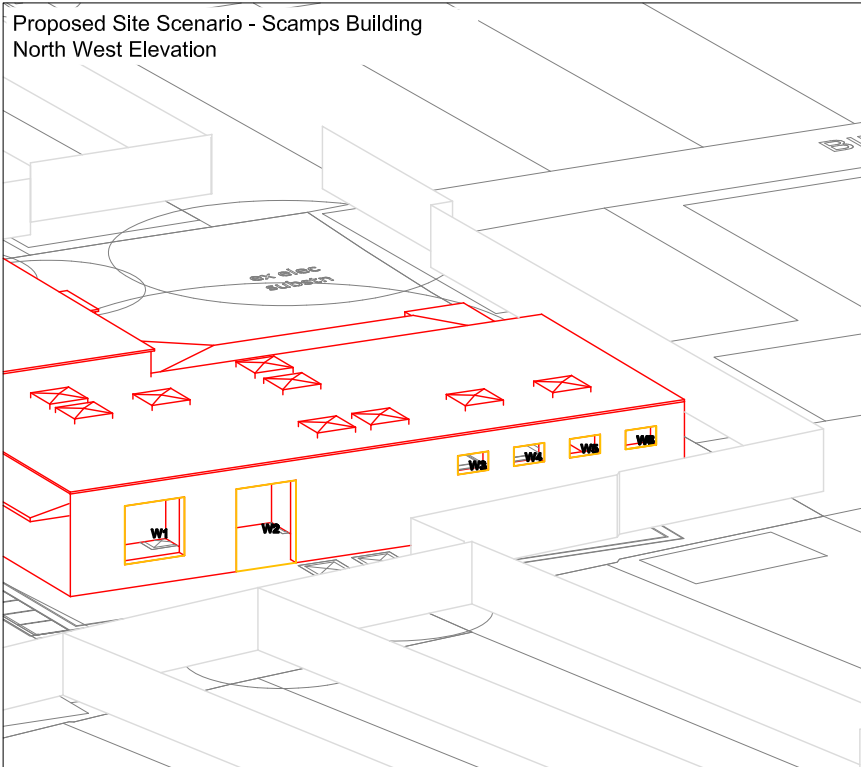 Proposed Site Scenario - Scamps Building
North West Elevation
ex elec
substn
W3
W4
W5
W6
W1
W2